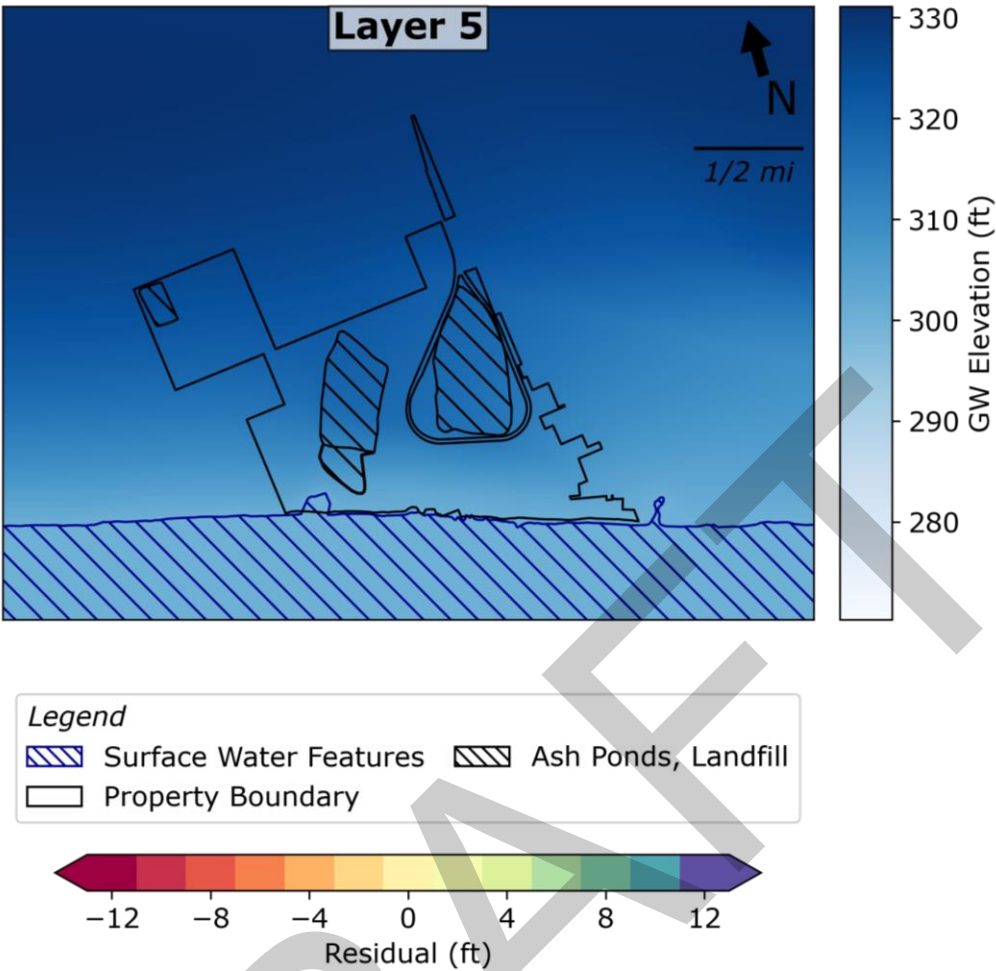 Layer 5
N
1/2 mi
330
320
310
300
290
280
GW Elevation (ft)
Legend
Surface Water Features
Ash Ponds, Landfill
Property Boundary
−12 −8 −4 0 4 8 12
Residual (ft)
DRAFT